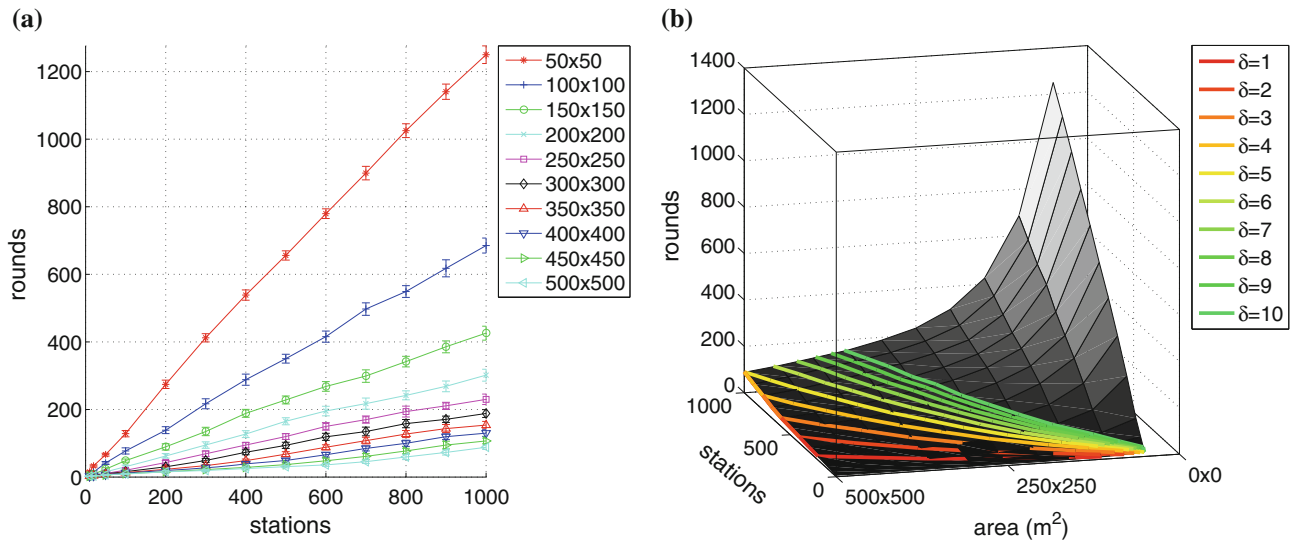 (a)
1200
1000
800
600
400
200
0
0 200 400 600 800 1000
rounds
stations
50x50
100x100
150x150
200x200
250x250
300x300
350x350
400x400
450x450
500x500
(b)
1400
1200
1000
800
600
400
200
0
rounds
1000
500
0
stations
500x500
250x250
0x0
area (m²)
δ=1
δ=2
δ=3
δ=4
δ=5
δ=6
δ=7
δ=8
δ=9
δ=10